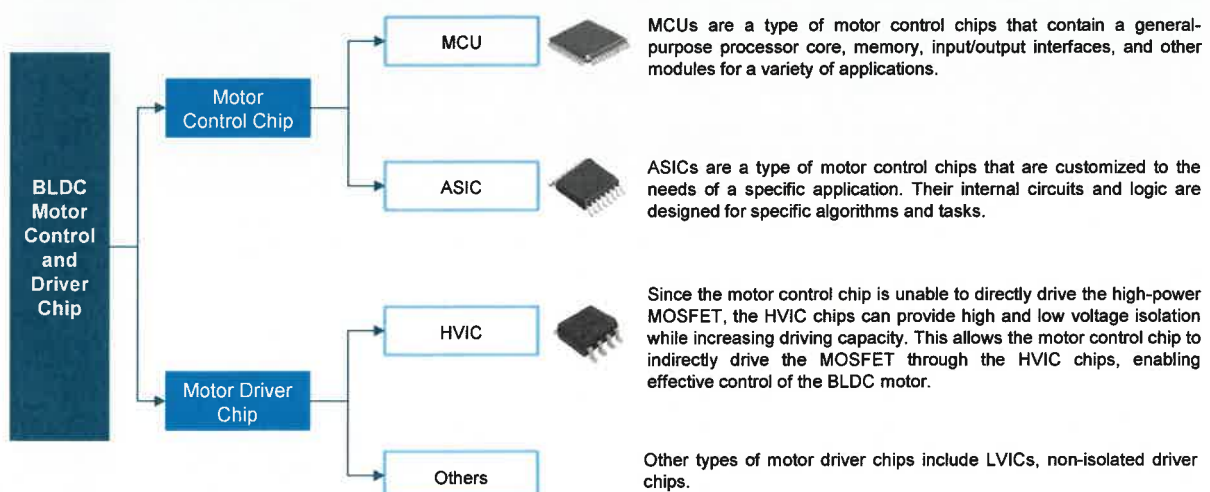 BLDC
Motor
Control
and
Driver
Chip
Motor
Control Chip
MCU
MCUs are a type of motor control chips that contain a general-
purpose processor core, memory, input/output interfaces, and other
modules for a variety of applications.
ASIC
ASICs are a type of motor control chips that are customized to the
needs of a specific application. Their internal circuits and logic are
designed for specific algorithms and tasks.
Motor Driver
Chip
HVIC
Since the motor control chip is unable to directly drive the high-power
MOSFET, the HVIC chips can provide high and low voltage isolation
while increasing driving capacity. This allows the motor control chip to
indirectly drive the MOSFET through the HVIC chips, enabling
effective control of the BLDC motor.
Others
Other types of motor driver chips include LVICs, non-isolated driver
chips.